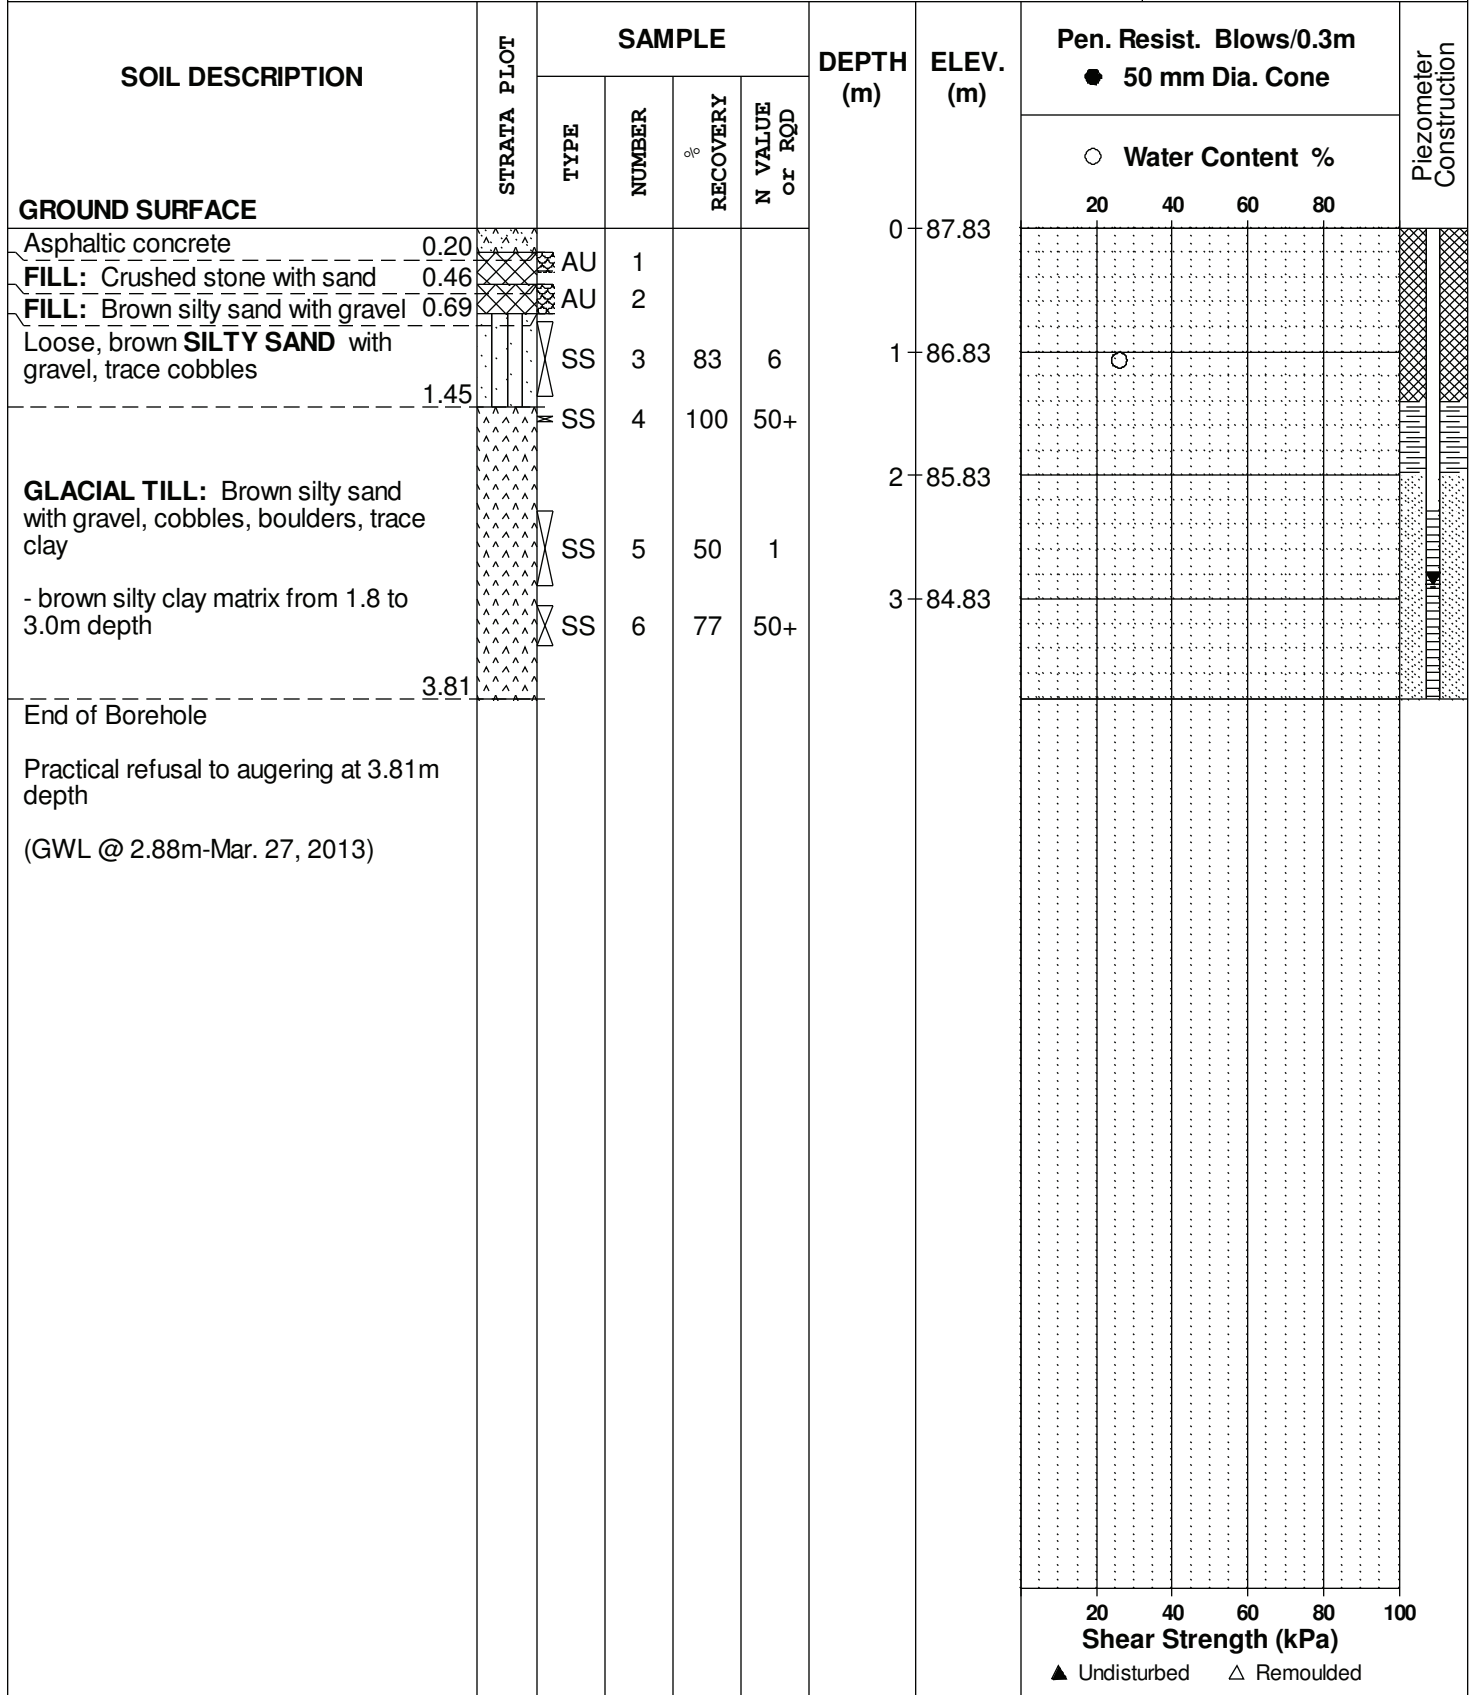 SOIL DESCRIPTION
GROUND SURFACE
STRATA PLOT
SAMPLE
TYPE
NUMBER
% RECOVERY
N VALUE or RQD
DEPTH (m)
ELEV. (m)
Pen. Resist. Blows/0.3m
● 50 mm Dia. Cone
○ Water Content %
20 40 60 80
Piezometer Construction
0 87.83
Asphaltic concrete 0.20
AU 1
FILL: Crushed stone with sand 0.46
AU 2
FILL: Brown silty sand with gravel 0.69
Loose, brown SILTY SAND with
gravel, trace cobbles
SS 3 83 6
1 86.83
1.45
SS 4 100 50+
2 85.83
GLACIAL TILL: Brown silty sand
with gravel, cobbles, boulders, trace
clay
SS 5 50 1
- brown silty clay matrix from 1.8 to
3.0m depth
3 84.83
SS 6 77 50+
3.81
End of Borehole
Practical refusal to augering at 3.81m
depth
(GWL @ 2.88m-Mar. 27, 2013)
20 40 60 80 100
Shear Strength (kPa)
▲ Undisturbed △ Remoulded